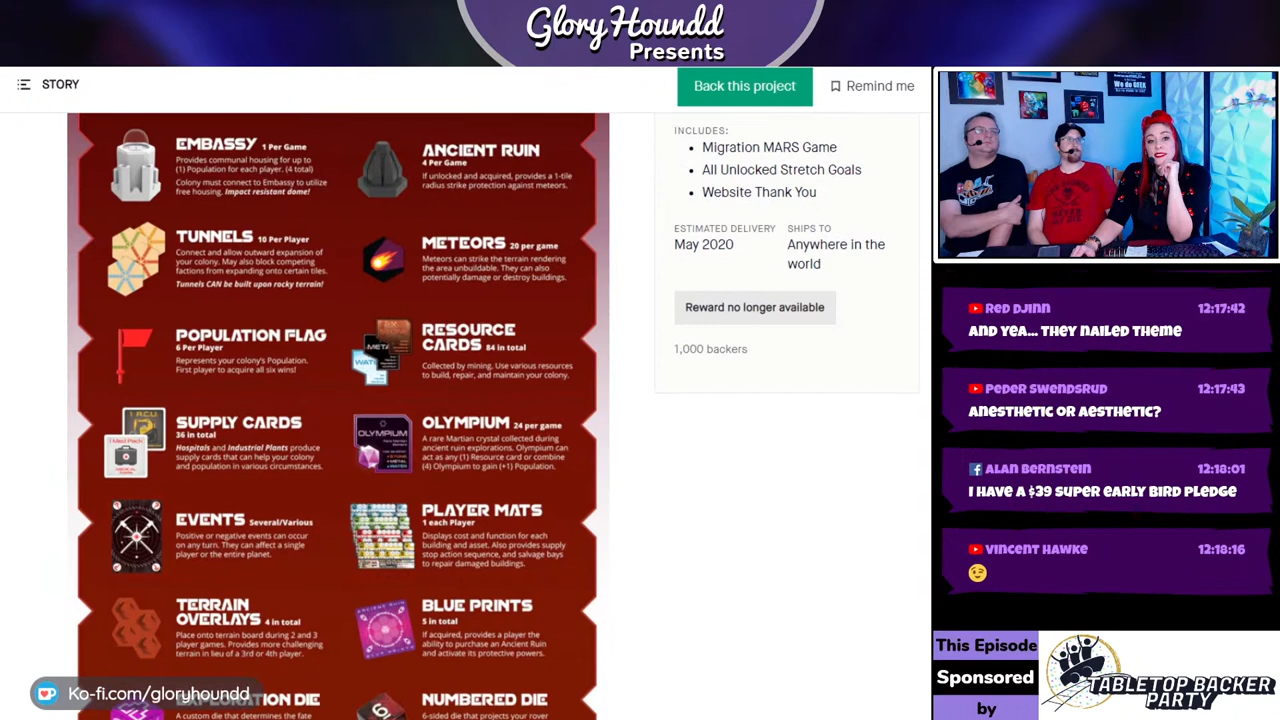 GloryHoundd
Presents
STORY
Back this project
Remind me
EMBASSY 1 Per Game
Provides communal housing for up to
(1) Population for each player. (4 total)
Colony must connect to Embassy to utilize
free housing. Impact resistant dome!
ANCIENT RUIN
4 Per Game
If unlocked and acquired, provides a 1-tile
radius strike protection against meteors.
TUNNELS 10 Per Player
Connect and allow outward expansion of
your colony. May also block competing
factions from expanding onto certain tiles.
Tunnels CAN be built upon rocky terrain!
METEORS 20 per game
Meteors can strike the terrain rendering
the area unbuildable. They can also
potentially damage or destroy buildings.
POPULATION FLAG
6 Per Player
Represents your colony's Population.
First player to acquire all six wins!
RESOURCE
CARDS 84 in total
Collected by mining. Use various resources
to build, repair, and maintain your colony.
SUPPLY CARDS
36 in total
Hospitals and Industrial Plants produce
supply cards that can help your colony
and population in various circumstances.
OLYMPIUM 24 per game
A rare Martian crystal collected during
ancient ruin explorations. Olympium can
act as any (1) Resource card or combine
(4) Olympium to gain (+1) Population.
OLYMPIUM
EVENTS Several/Various
Positive or negative events can occur
on any turn. They can affect a single
player or the entire planet.
PLAYER MATS
1 each Player
Displays cost and function for each
building and asset. Also provides supply
stop action sequence, and salvage bays
to repair damaged buildings.
TERRAIN
OVERLAYS 4 in total
Place onto terrain board during 2 and 3
player games. Provides more challenging
terrain in lieu of a 3rd or 4th player.
BLUE PRINTS
5 in total
If acquired, provides a player the
ability to purchase an Ancient Ruin
and activate its protective powers.
EXPLORATION DIE
A custom die that determines the fate
NUMBERED DIE
6-sided die that projects your rover
Ko-fi.com/gloryhoundd
INCLUDES:
Migration MARS Game
All Unlocked Stretch Goals
Website Thank You
ESTIMATED DELIVERY
May 2020
SHIPS TO
Anywhere in the
world
Reward no longer available
1,000 backers
We do GEEK
RED DJINN 12:17:42
AND YEA... THEY NAILED THEME
PEDER SWENDSRUD 12:17:43
ANESTHETIC OR AESTHETIC?
ALAN BERNSTEIN 12:18:01
I HAVE A $39 SUPER EARLY BIRD PLEDGE
VINCENT HAWKE 12:18:16
This Episode
Sponsored
by
TABLETOP BACKER
PARTY